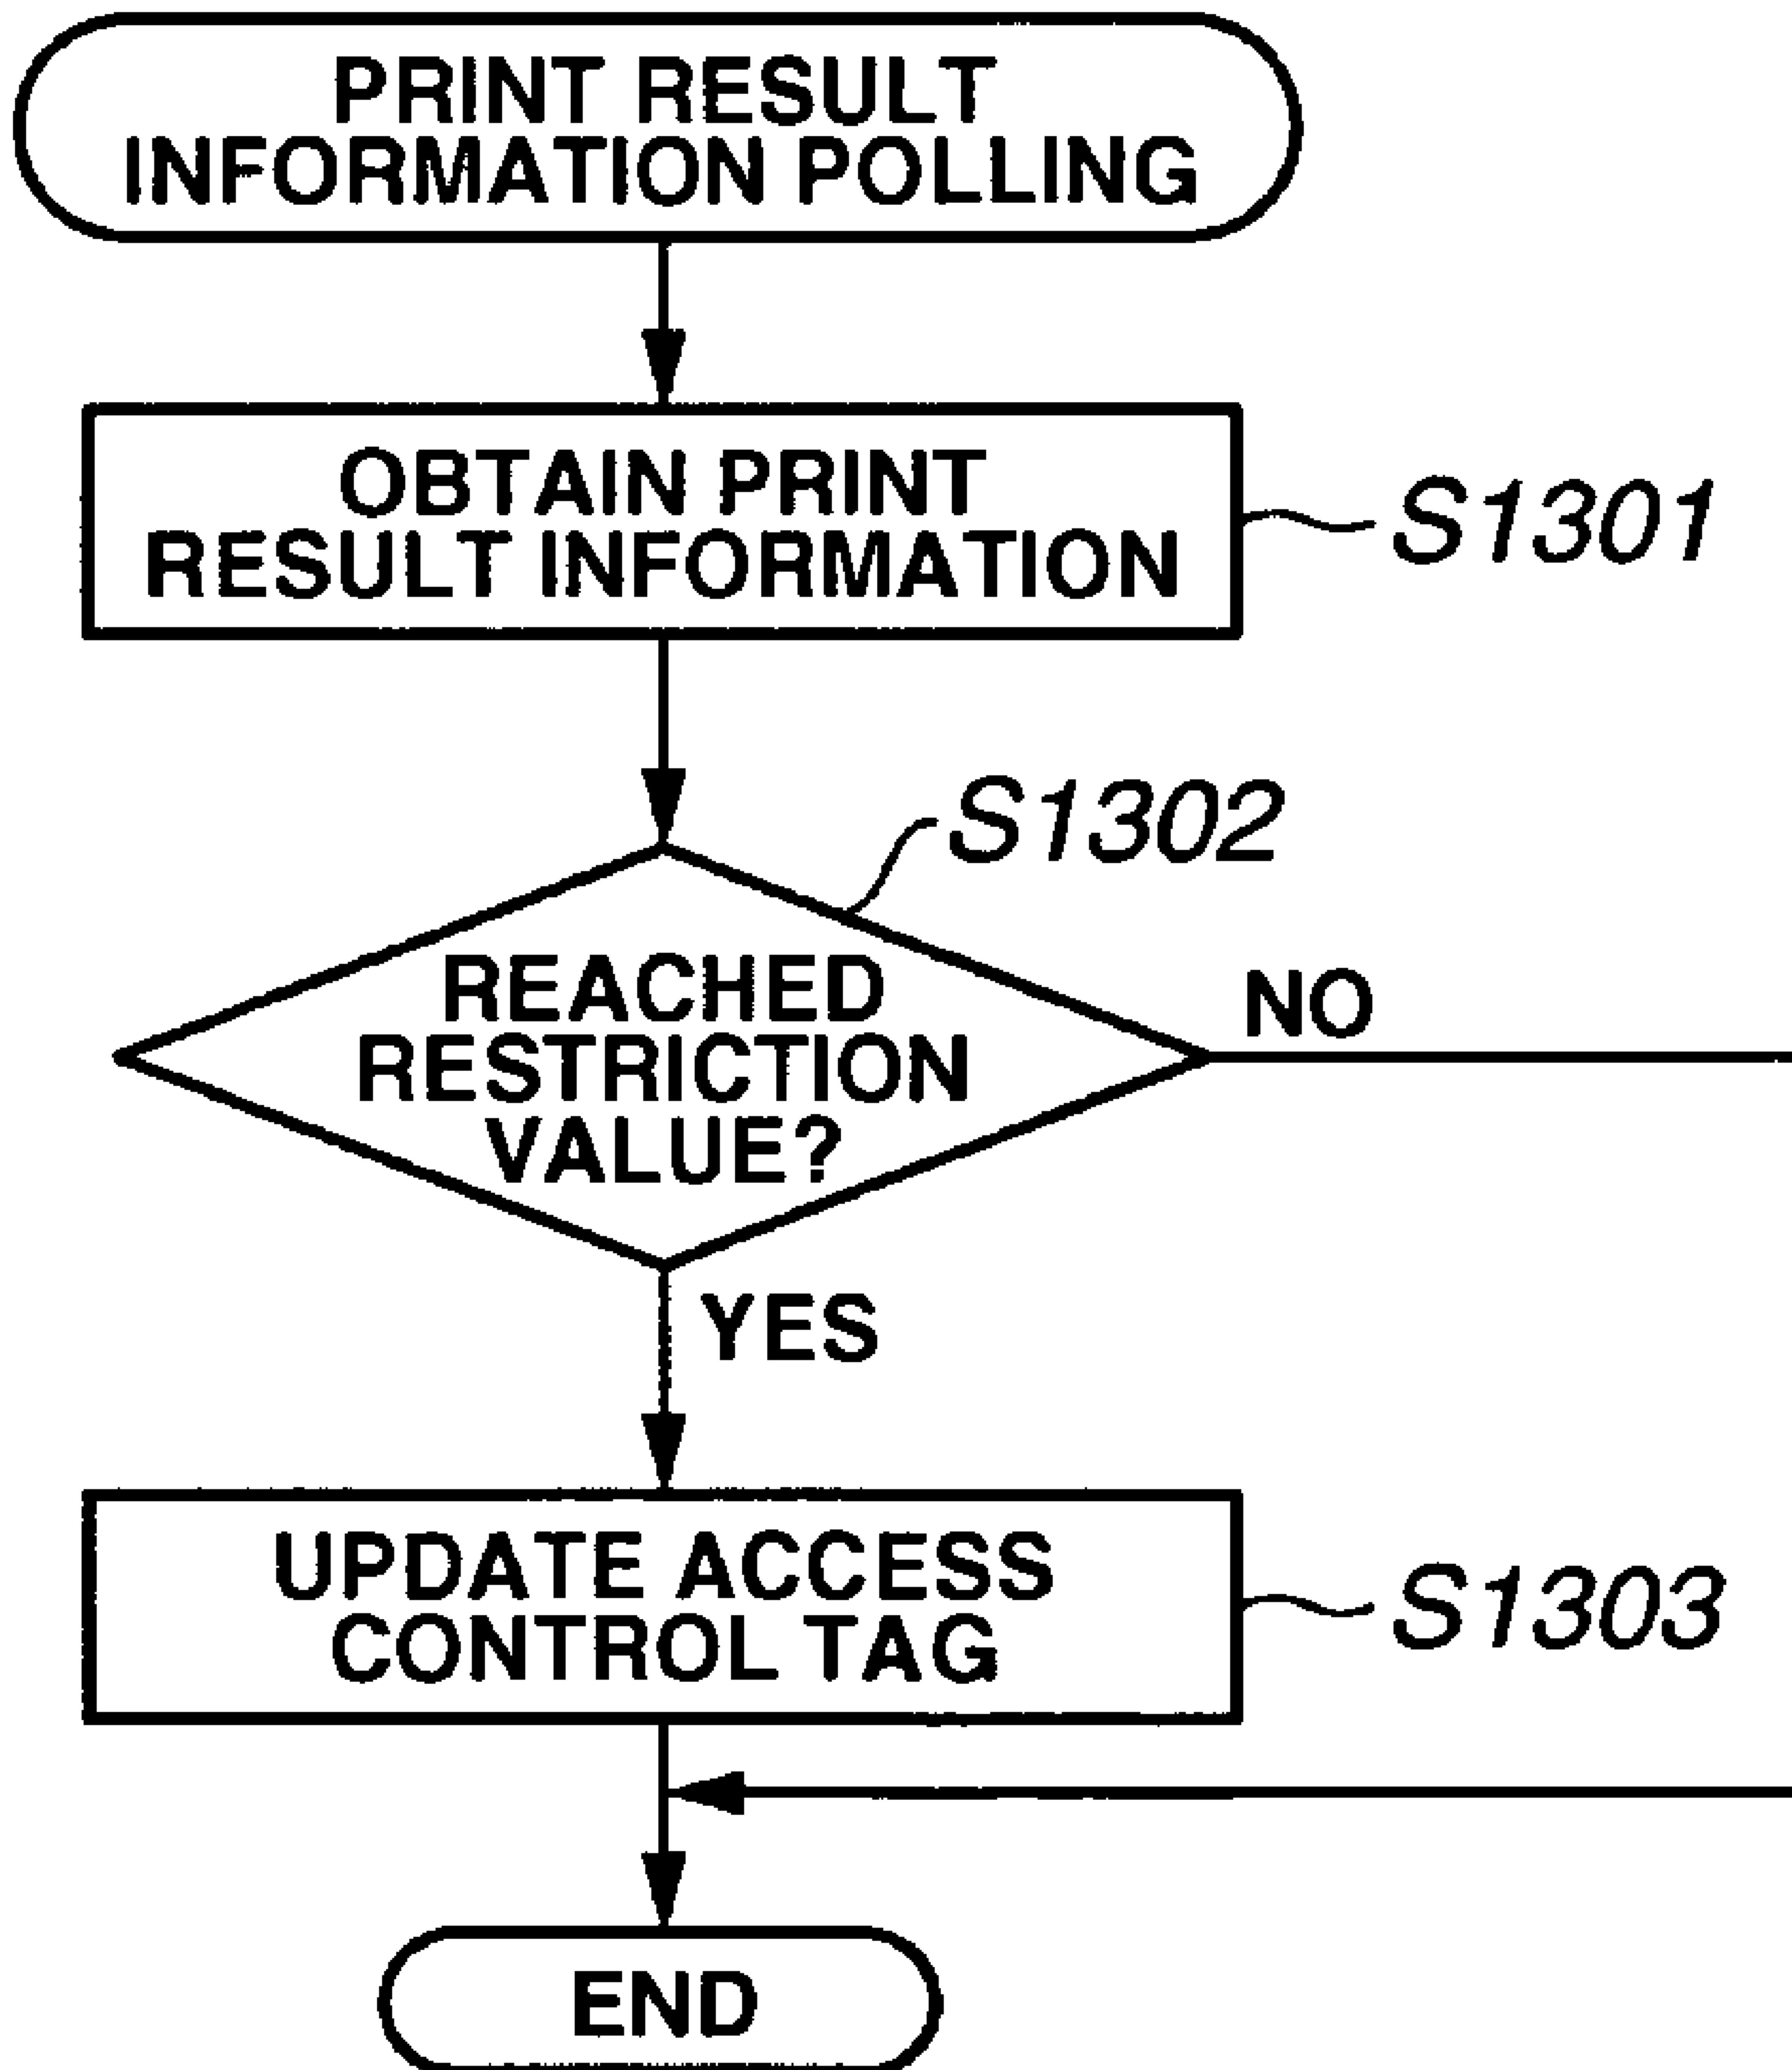 PRINT RESULT
INFORMATION POLLING
OBTAIN PRINT
RESULT INFORMATION
S1301
S1302
REACHED
RESTRICTION
VALUE?
NO
YES
UPDATE ACCESS
CONTROL TAG
S1303
END